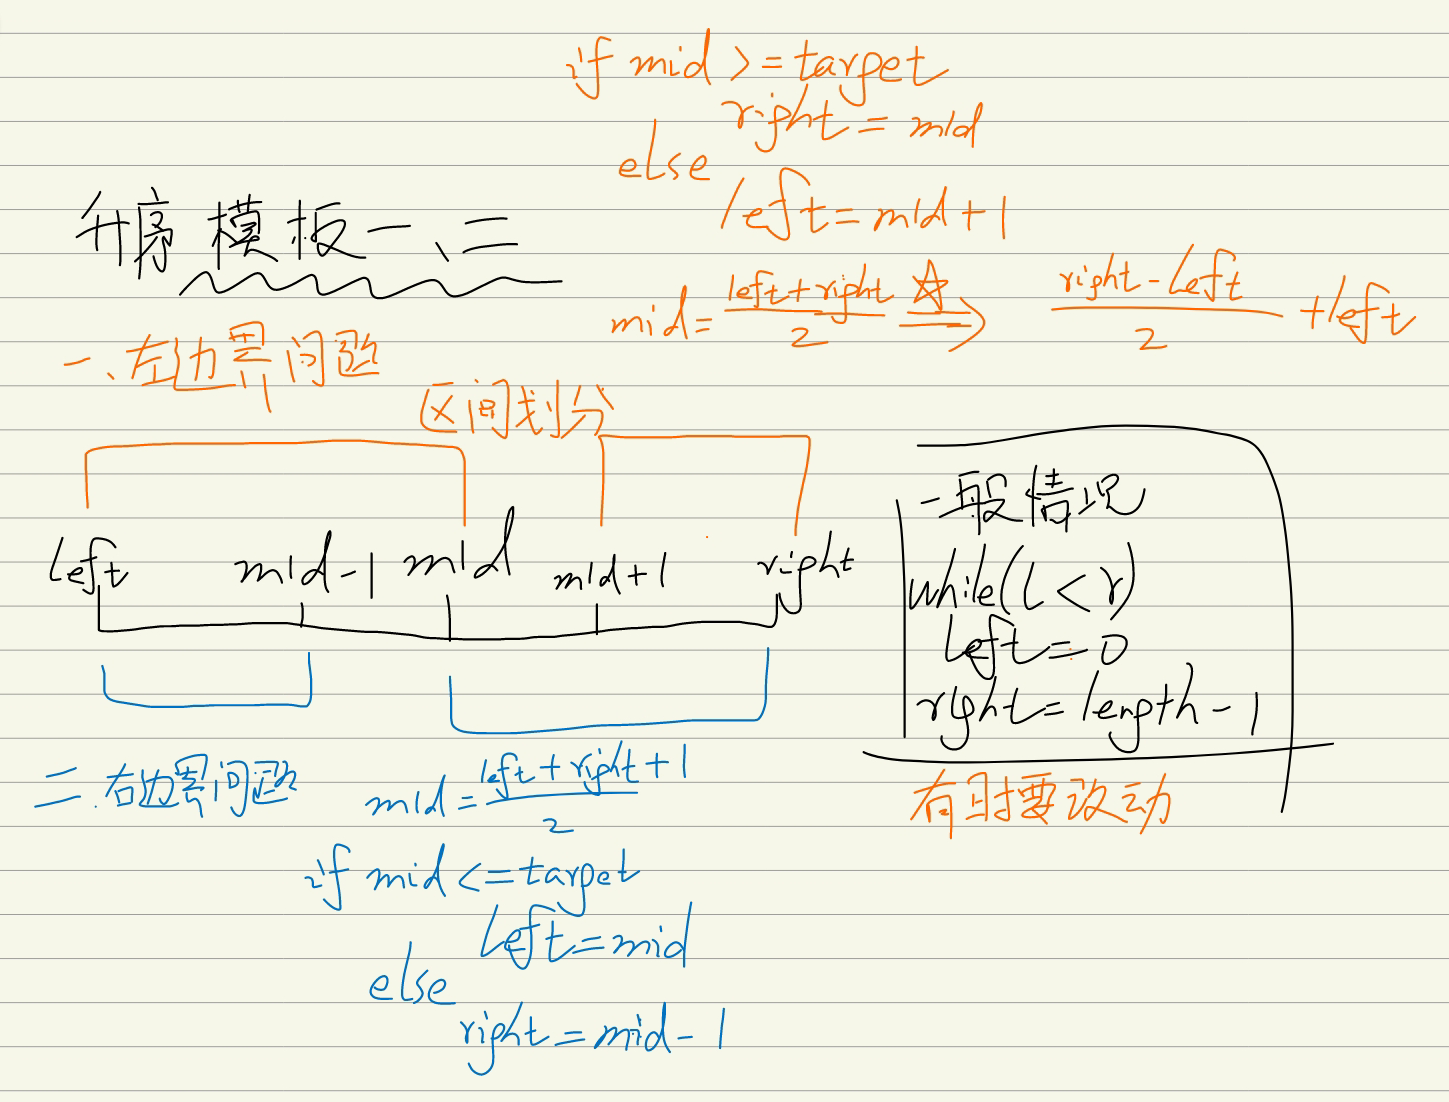 if mid >= target
right = mid
else
left = mid + 1
升序 模板一、二
mid = (left + right)/2 ☆⇒ (right - left)/2 + left
一、左边界问题
区间划分
left mid-1 mid mid+1 right
一般情况
while(l < r)
left = 0
right = length - 1
有时要改动
二.右边界问题
mid = (left + right + 1)/2
if mid <= target
left = mid
else
right = mid - 1